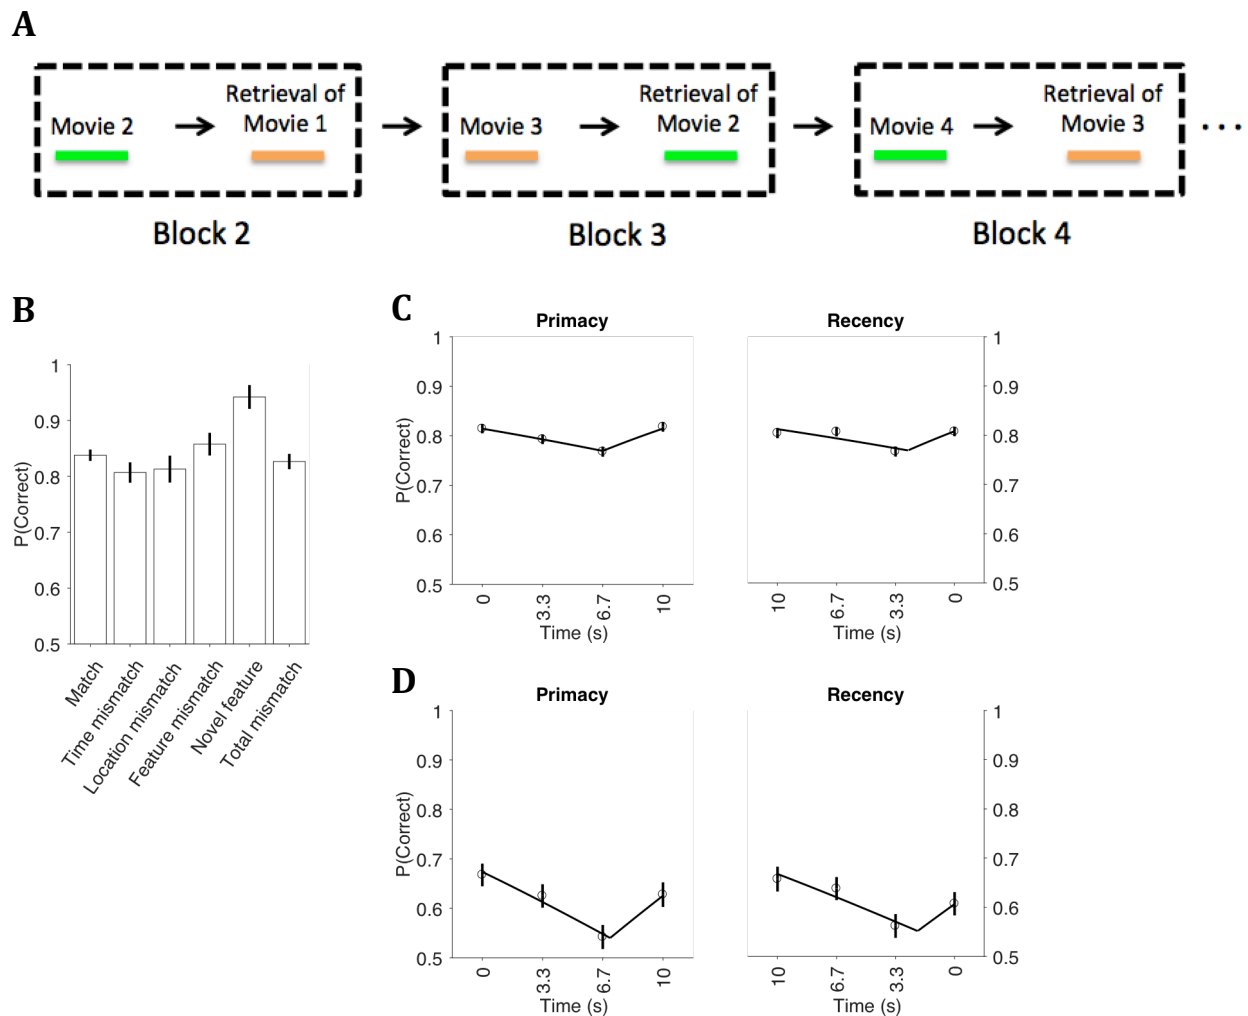 A
Movie 2
Retrieval of
Movie 1
Movie 3
Retrieval of
Movie 2
Movie 4
Retrieval of
Movie 3
...
Block 2
Block 3
Block 4
B
P(Correct)
1
0.9
0.8
0.7
0.6
0.5
Match
Time mismatch
Location mismatch
Feature mismatch
Novel feature
Total mismatch
C
Primacy
P(Correct)
1
0.9
0.8
0.7
0.6
0.5
0
3.3
6.7
10
Time (s)
Recency
1
0.9
0.8
0.7
0.6
0.5
10
6.7
3.3
0
Time (s)
D
Primacy
P(Correct)
1
0.9
0.8
0.7
0.6
0.5
0
3.3
6.7
10
Time (s)
Recency
1
0.9
0.8
0.7
0.6
0.5
10
6.7
3.3
0
Time (s)